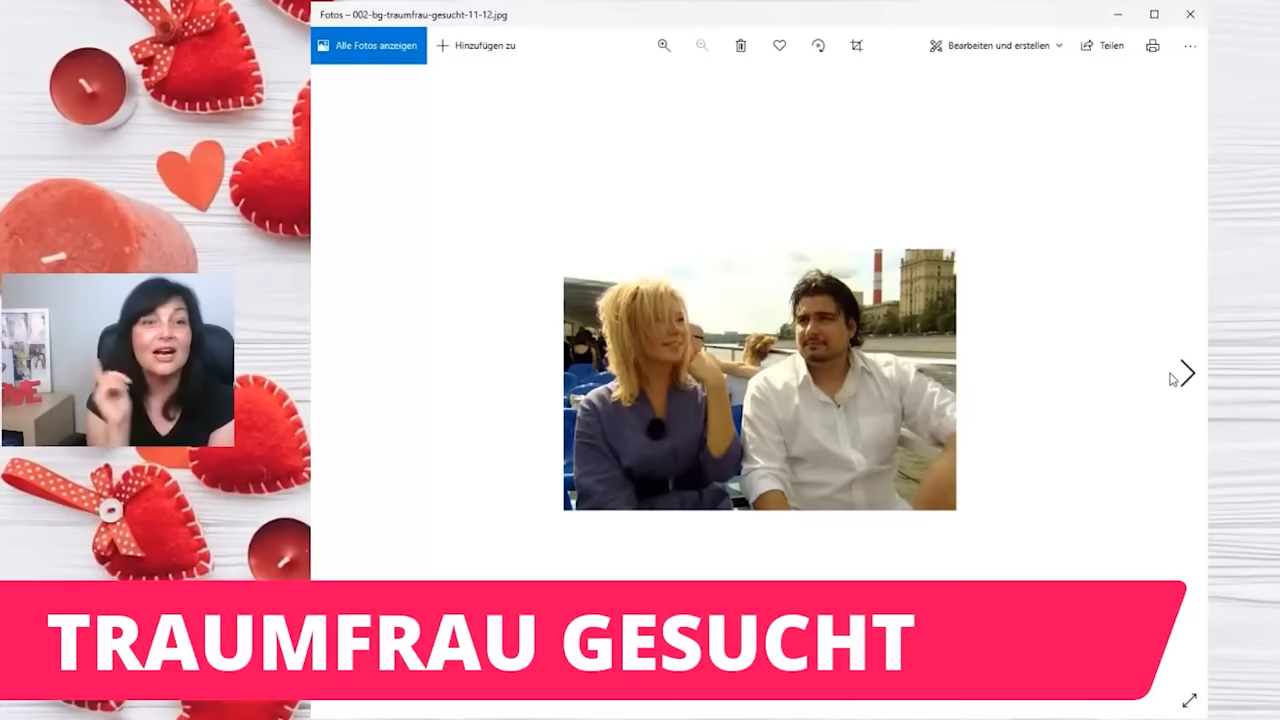 Fotos – 002-bg-traumfrau-gesucht-11-12.jpg
Alle Fotos anzeigen
Hinzufügen zu
Bearbeiten und erstellen
Teilen
VE
TRAUMFRAU GESUCHT